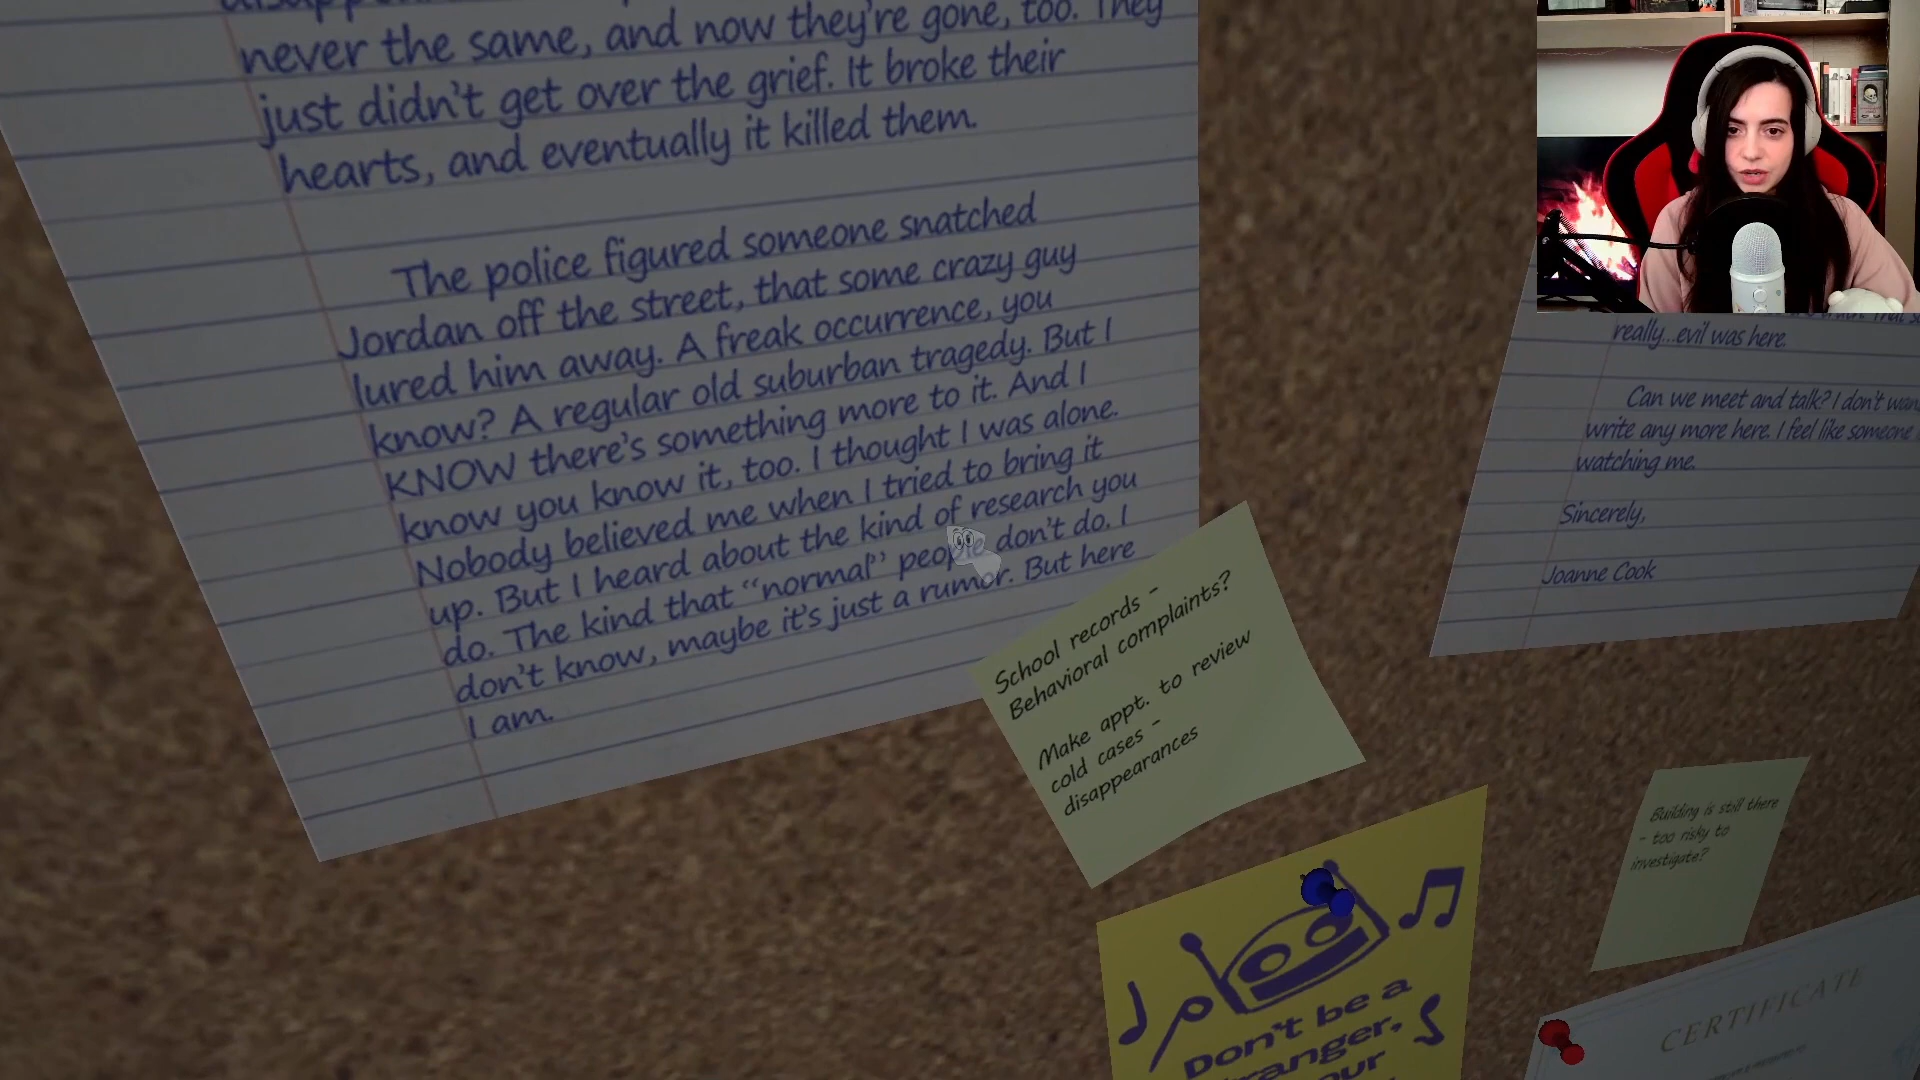 never the same, and now they're gone, too. They
just didn't get over the grief. It broke their
hearts, and eventually it killed them.
The police figured someone snatched
Jordan off the street, that some crazy guy
lured him away. A freak occurrence, you
know? A regular old suburban tragedy. But I
KNOW there's something more to it. And I
know you know it, too. I thought I was alone.
Nobody believed me when I tried to bring it
up. But I heard about the kind of research you
do. The kind that "normal" people don't do. I
don't know, maybe it's just a rumor. But here
I am.
School records -
Behavioral complaints?
Make appt. to review
cold cases -
disappearances
really...evil was here.
Can we meet and talk? I don't
write any more here. I feel like someone
watching me.
Sincerely,
Joanne Cook
Building is still there
- too risky to
investigate?
Don't be a
CERTIFICATE